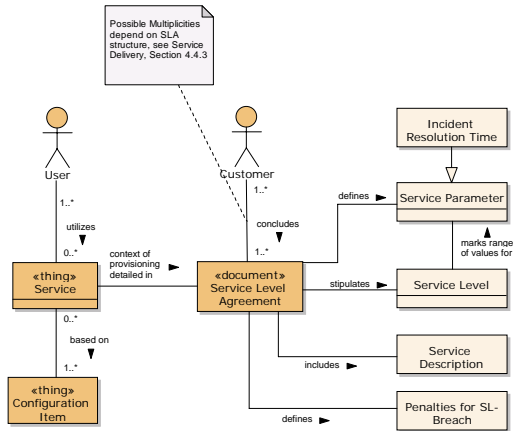 Possible Multiplicities
depend on SLA
structure, see Service
Delivery, Section 4.4.3
User
Customer
Incident
Resolution Time
1..*
1..*
defines
Service Parameter
utilizes
concludes
0..*
context of
provisioning
detailed in
1..*
marks range
of values for
«thing»
Service
«document»
Service Level
Agreement
stipulates
Service Level
0..*
based on
1..*
includes
Service
Description
«thing»
Configuration
Item
defines
Penalties for SL-
Breach